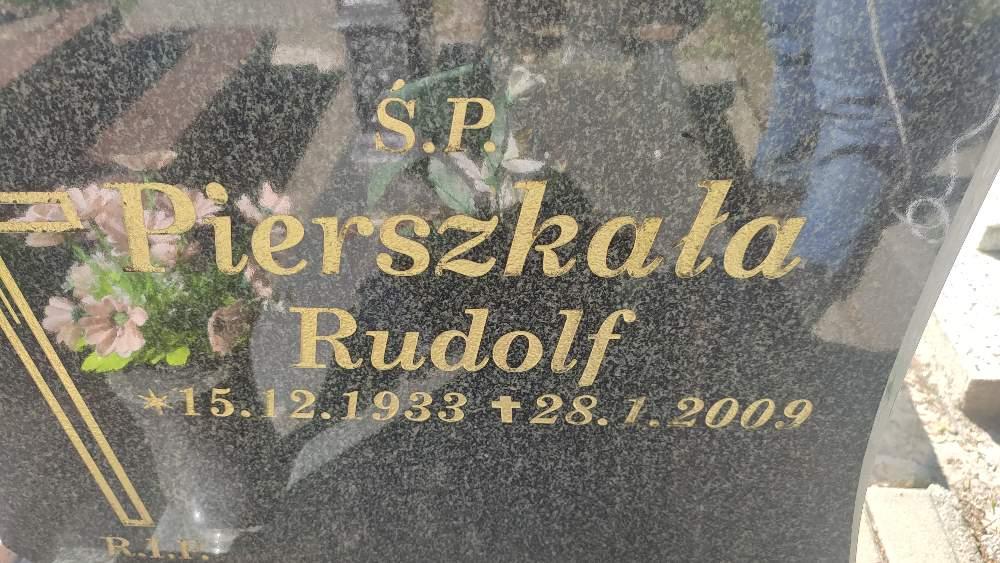 Ś.P.
Pierszkała
Rudolf
*15.12.1933 ✝28.1.2009
R.I.P.